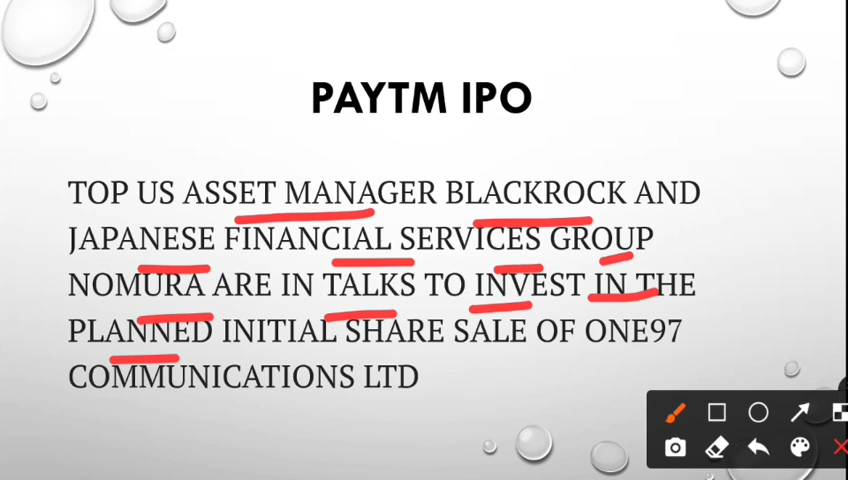 PAYTM IPO
TOP US ASSET MANAGER BLACKROCK AND
JAPANESE FINANCIAL SERVICES GROUP
NOMURA ARE IN TALKS TO INVEST IN THE
PLANNED INITIAL SHARE SALE OF ONE97
COMMUNICATIONS LTD